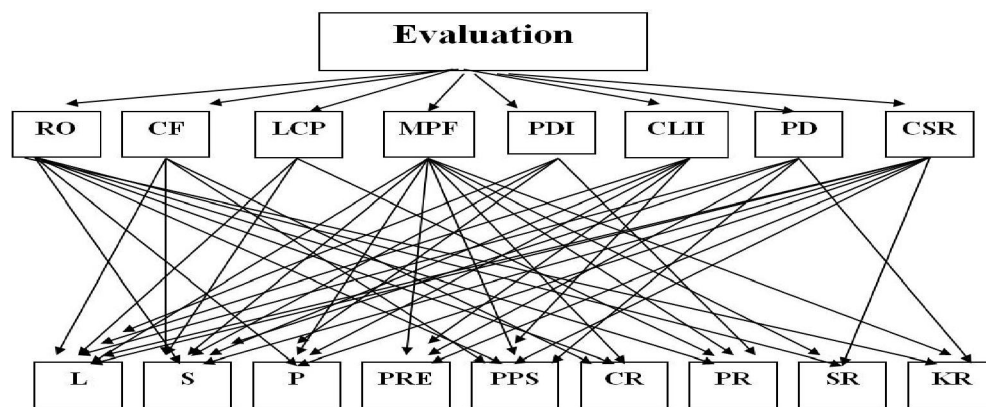 Evaluation
RO CF LCP MPF PDI CLII PD CSR
L S P PRE PPS CR PR SR KR